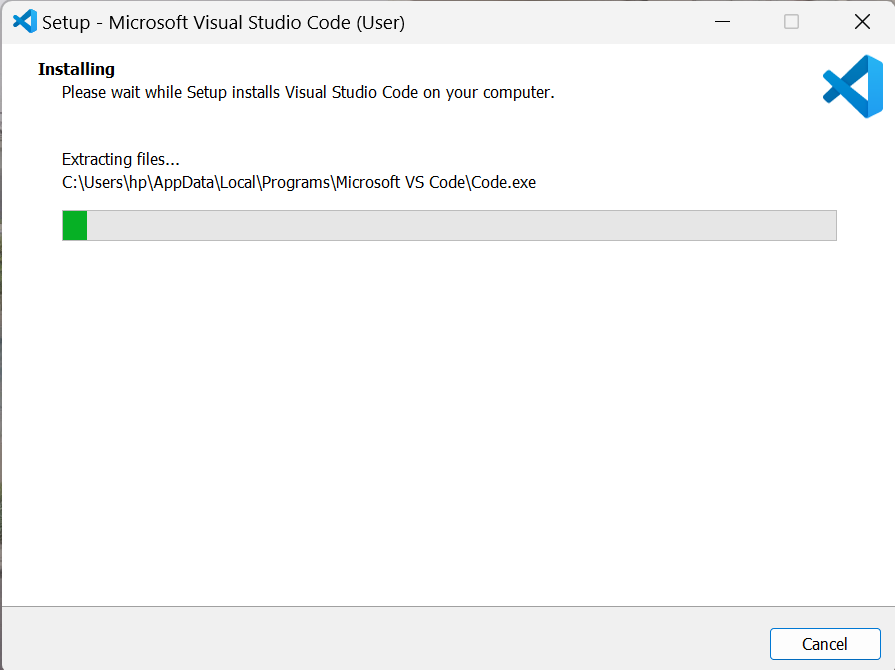 Setup - Microsoft Visual Studio Code (User)
Installing
Please wait while Setup installs Visual Studio Code on your computer.
Extracting files...
C:\Users\hp\AppData\Local\Programs\Microsoft VS Code\Code.exe
Cancel